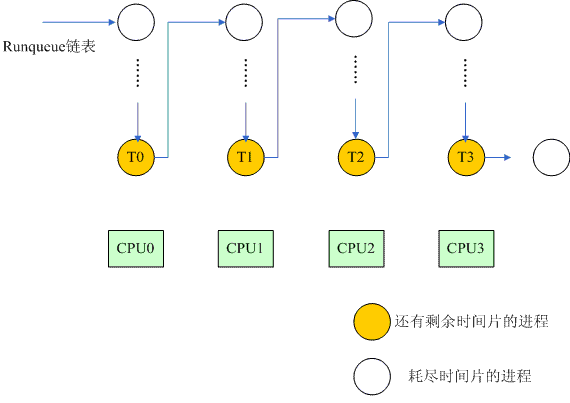 Runqueue链表
T0
T1
T2
T3
CPU0
CPU1
CPU2
CPU3
还有剩余时间片的进程
耗尽时间片的进程